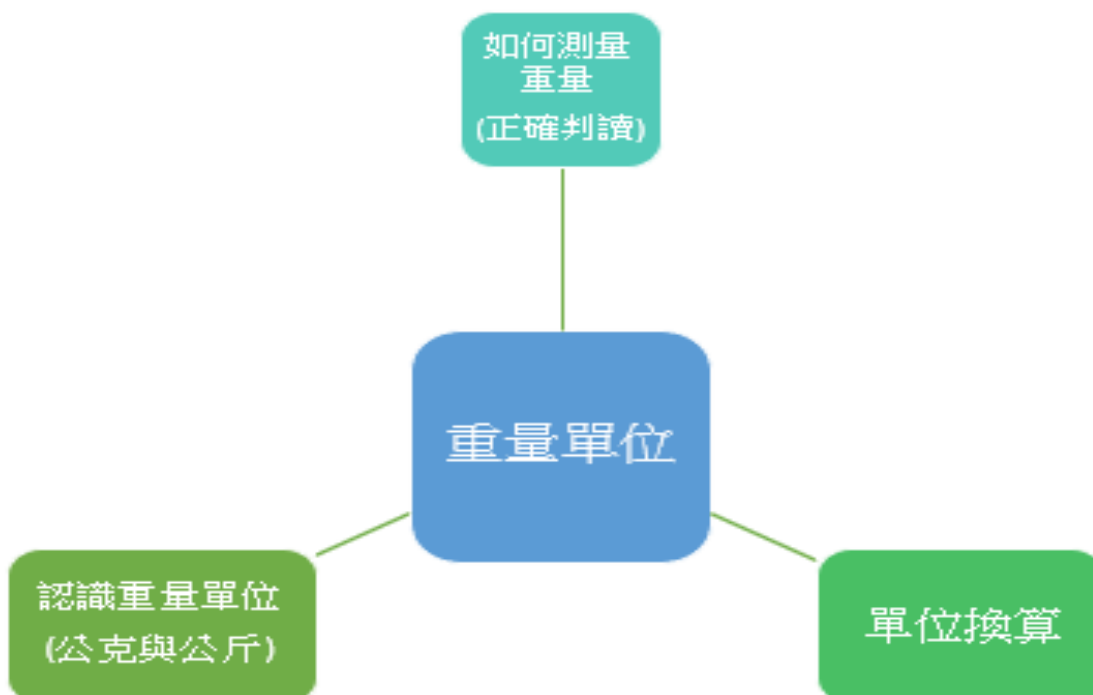 如何測量
重量
(正確判讀)
重量單位
認識重量單位
(公克與公斤)
單位換算